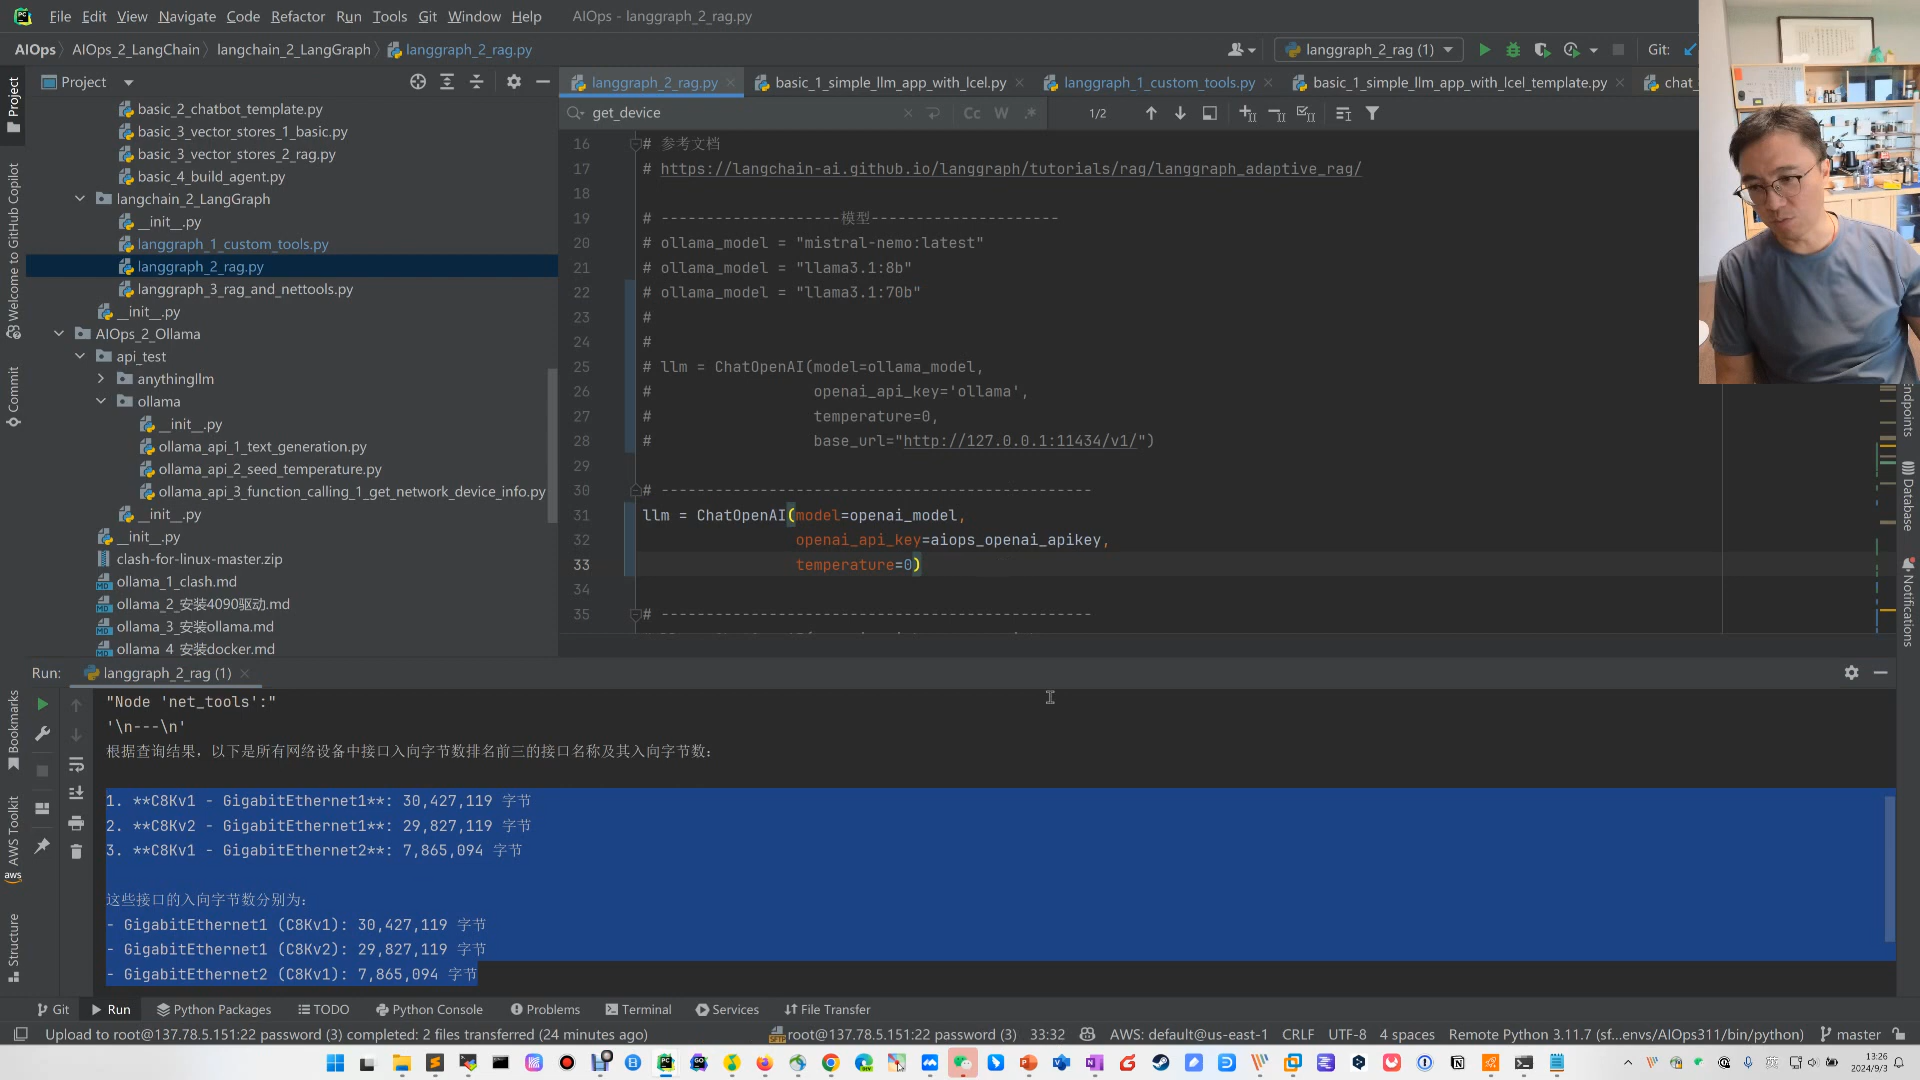 File Edit View Navigate Code Refactor Run Tools Git Window Help AIOps - langgraph_2_rag.py
AIOps AIOps_2_LangChain langchain_2_LangGraph langgraph_2_rag.py langgraph_2_rag (1) Git:
Project
langgraph_2_rag.py basic_1_simple_llm_app_with_lcel.py langgraph_1_custom_tools.py basic_1_simple_llm_app_with_lcel_template.py chat_
get_device Cc W .* 1/2
Project
Welcome to GitHub Copilot
Commit
basic_2_chatbot_template.py
basic_3_vector_stores_1_basic.py
basic_3_vector_stores_2_rag.py
basic_4_build_agent.py
langchain_2_LangGraph
__init__.py
langgraph_1_custom_tools.py
langgraph_2_rag.py
langgraph_3_rag_and_nettools.py
__init__.py
AIOps_2_Ollama
api_test
anythingllm
ollama
__init__.py
ollama_api_1_text_generation.py
ollama_api_2_seed_temperature.py
ollama_api_3_function_calling_1_get_network_device_info.py
__init__.py
__init__.py
clash-for-linux-master.zip
ollama_1_clash.md
ollama_2_安装4090驱动.md
ollama_3_安装ollama.md
ollama_4_安装docker.md
16 # 参考文档
17 # https://langchain-ai.github.io/langgraph/tutorials/rag/langgraph_adaptive_rag/
18
19 # --------------------模型---------------------
20 # ollama_model = "mistral-nemo:latest"
21 # ollama_model = "llama3.1:8b"
22 # ollama_model = "llama3.1:70b"
23 #
24 #
25 # llm = ChatOpenAI(model=ollama_model,
26 # openai_api_key='ollama',
27 # temperature=0,
28 # base_url="http://127.0.0.1:11434/v1/")
29
30 # ------------------------------------------------
31 llm = ChatOpenAI(model=openai_model,
32 openai_api_key=aiops_openai_apikey,
33 temperature=0)
34
35 # ------------------------------------------------
Endpoints
Database
Notifications
Run: langgraph_2_rag (1)
Bookmarks
AWS Toolkit
aws
Structure
"Node 'net_tools':"
'\n---\n'
根据查询结果，以下是所有网络设备中接口入向字节数排名前三的接口名称及其入向字节数：
1. **C8Kv1 - GigabitEthernet1**: 30,427,119 字节
2. **C8Kv2 - GigabitEthernet1**: 29,827,119 字节
3. **C8Kv1 - GigabitEthernet2**: 7,865,094 字节
这些接口的入向字节数分别为：
- GigabitEthernet1 (C8Kv1): 30,427,119 字节
- GigabitEthernet1 (C8Kv2): 29,827,119 字节
- GigabitEthernet2 (C8Kv1): 7,865,094 字节
Git Run Python Packages TODO Python Console Problems Terminal Services File Transfer
Upload to root@137.78.5.151:22 password (3) completed: 2 files transferred (24 minutes ago) root@137.78.5.151:22 password (3) 33:32 AWS: default@us-east-1 CRLF UTF-8 4 spaces Remote Python 3.11.7 (sf...envs/AIOps311/bin/python) master
13:26
2024/9/3